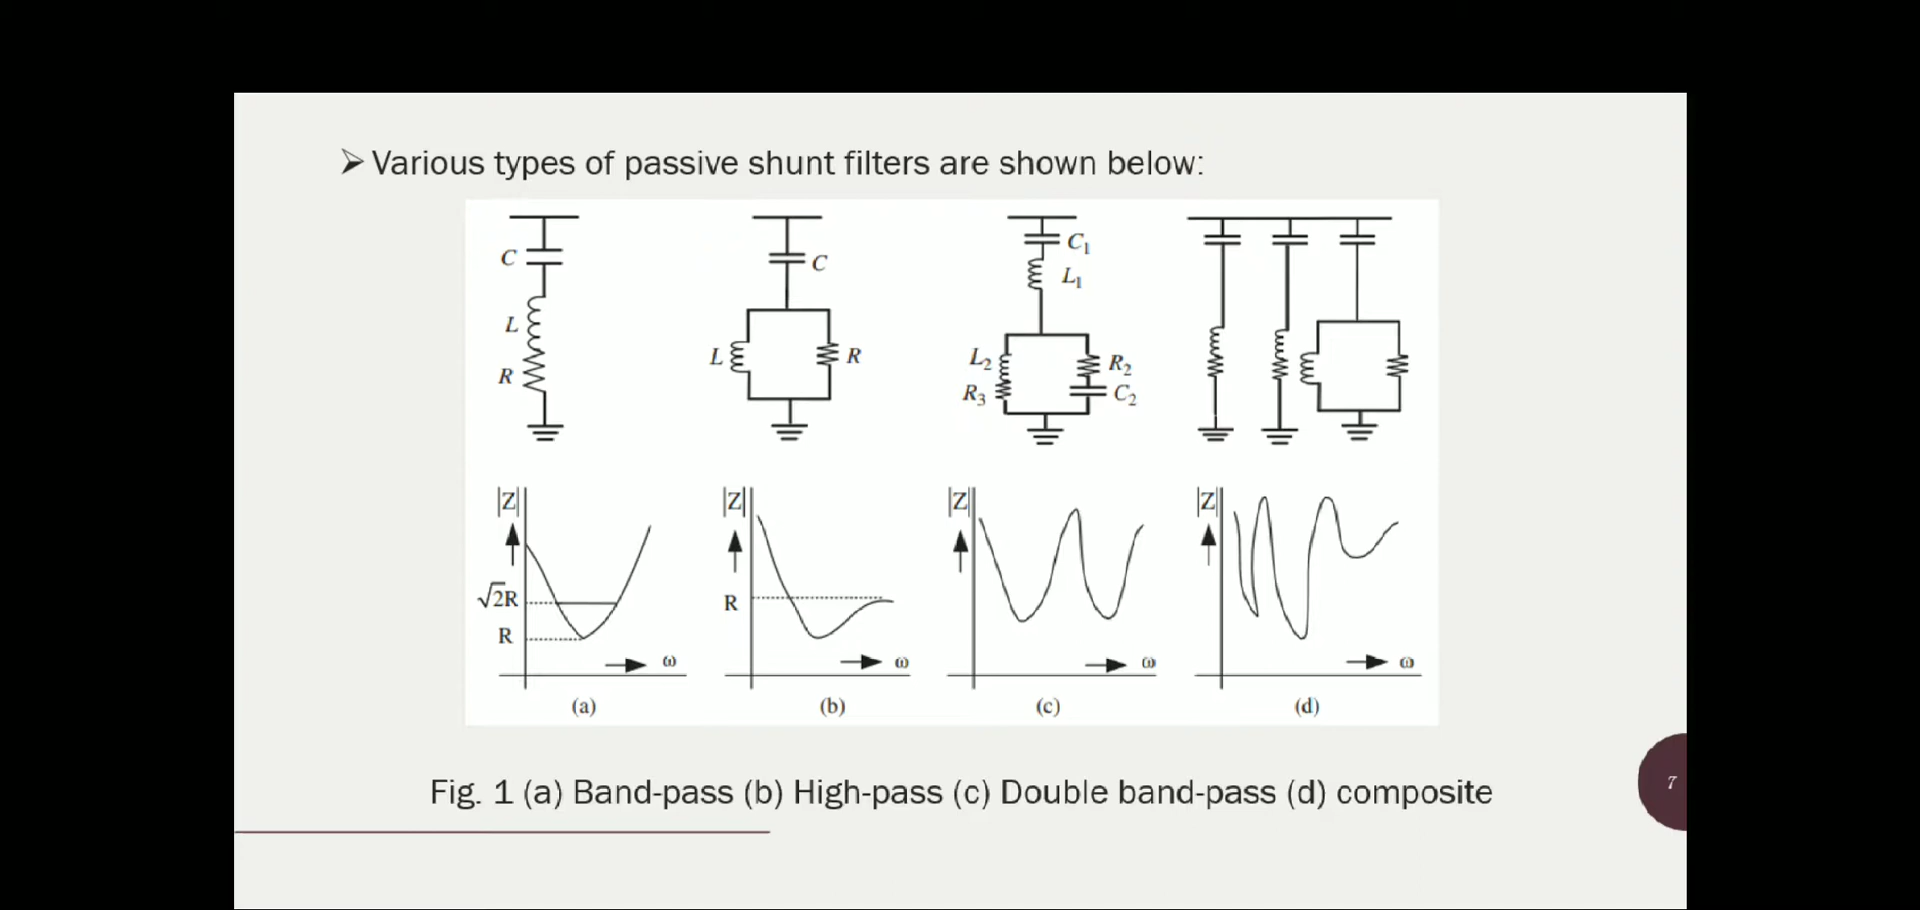 ➢ Various types of passive shunt filters are shown below:
C
L
R
C
L
R
C₁
L₁
L₂
R₃
R₂
C₂
|Z|
√2R
R
ω
(a)
|Z|
R
ω
(b)
|Z|
ω
(c)
|Z|
ω
(d)
Fig. 1 (a) Band-pass (b) High-pass (c) Double band-pass (d) composite
7